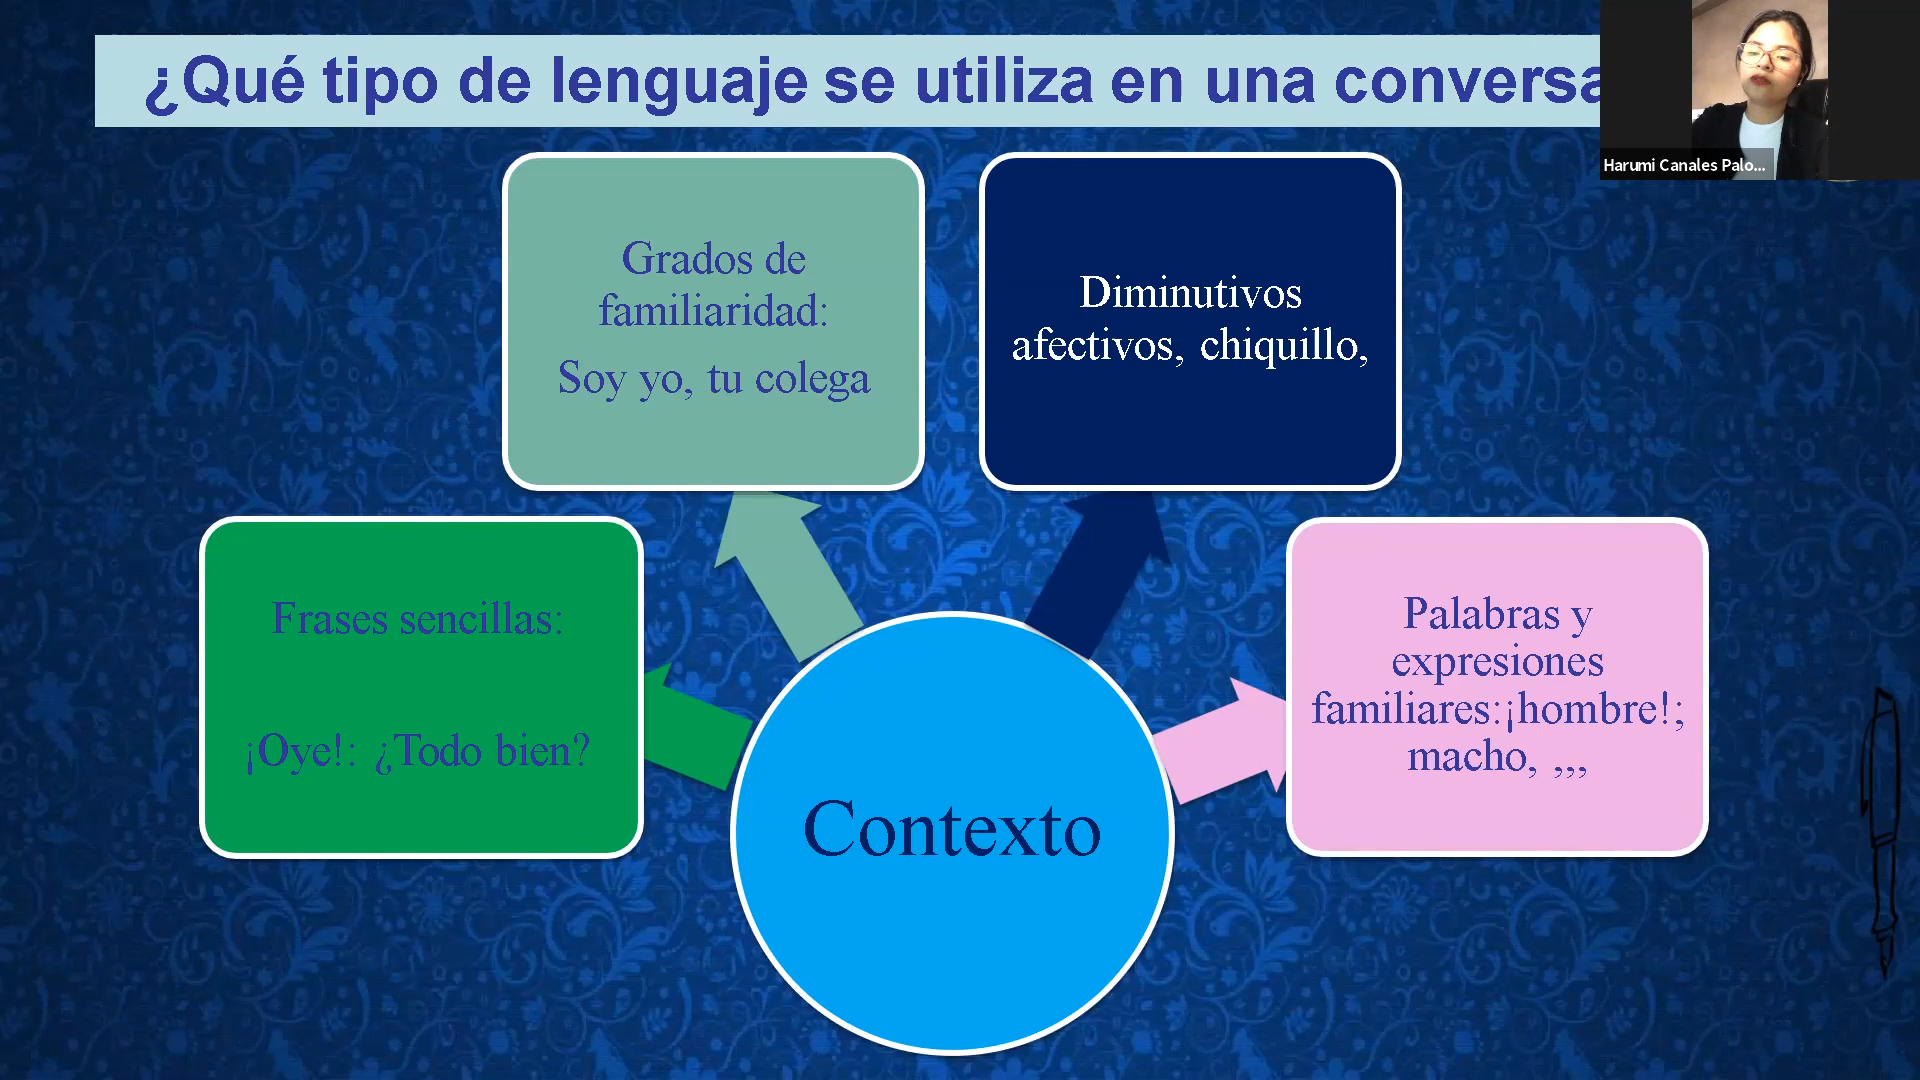 ¿Qué tipo de lenguaje se utiliza en una conversa
Harumi Canales Palo...
Grados de
familiaridad:
Soy yo, tu colega
Diminutivos
afectivos, chiquillo,
Frases sencillas:
¡Oye!: ¿Todo bien?
Palabras y
expresiones
familiares:¡hombre!;
macho, ,,,
Contexto